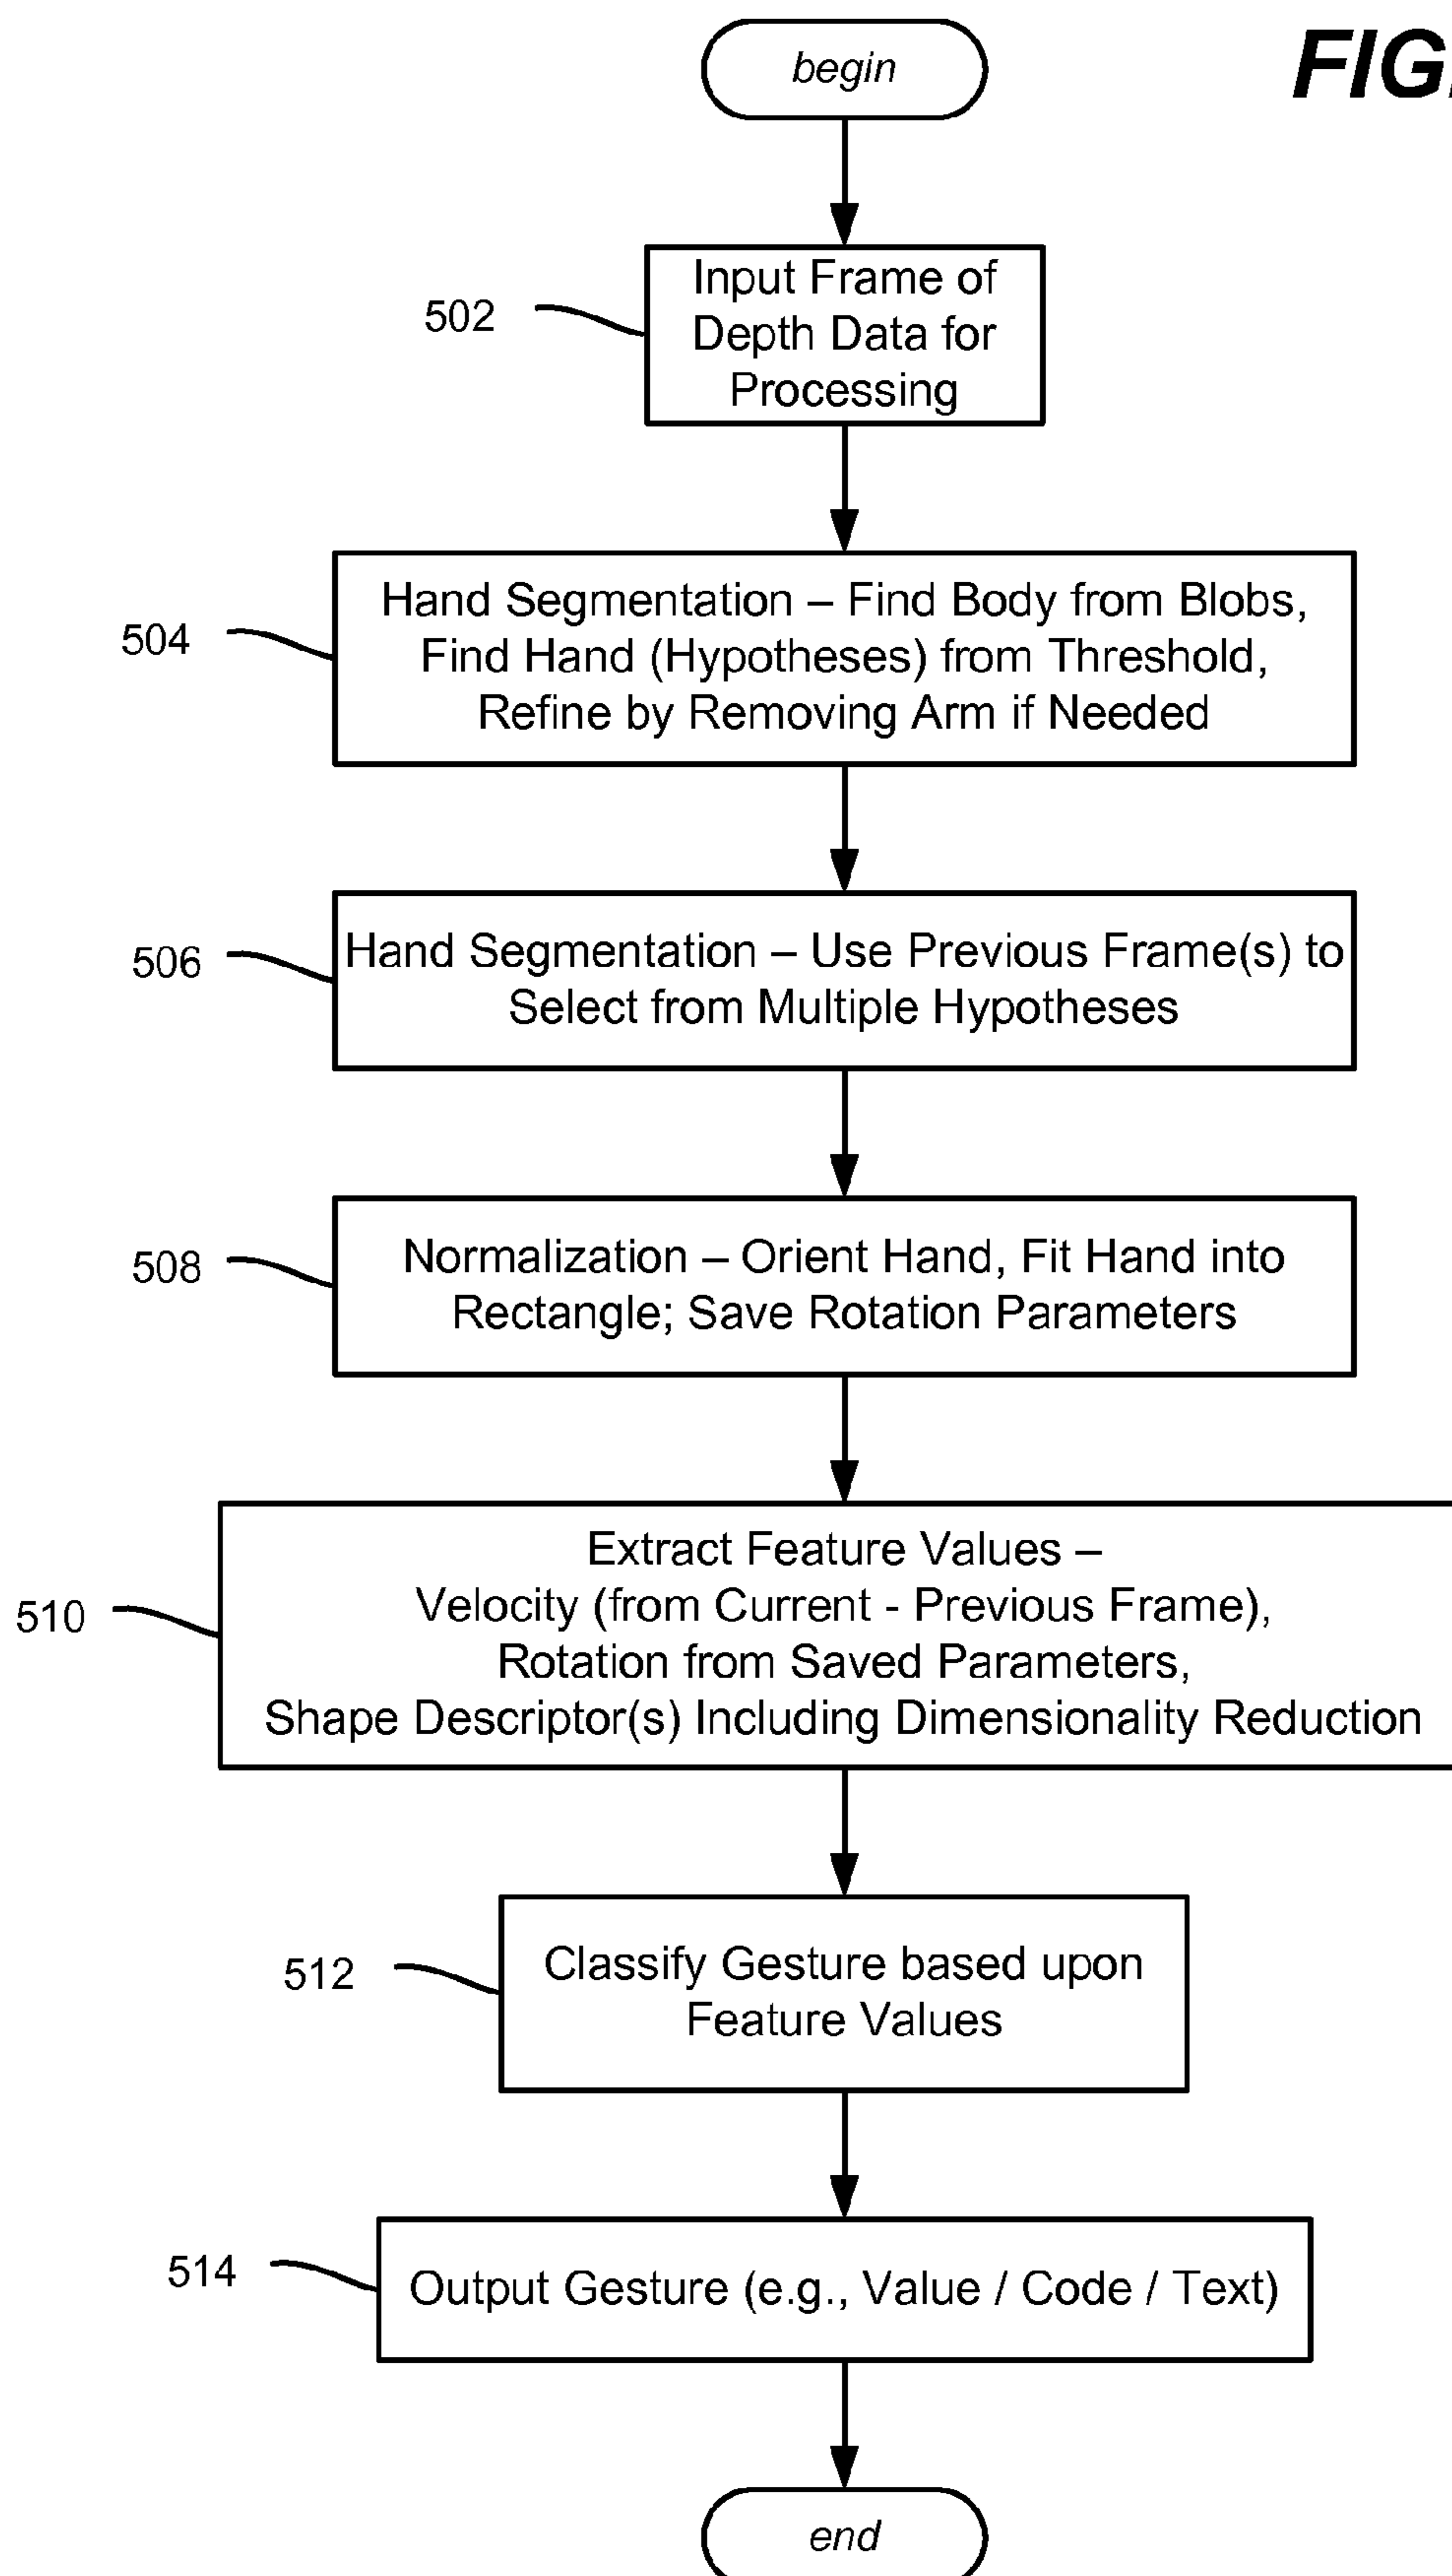 begin
FIG.
Input Frame of
Depth Data for
Processing
502
Hand Segmentation – Find Body from Blobs,
Find Hand (Hypotheses) from Threshold,
Refine by Removing Arm if Needed
504
Hand Segmentation – Use Previous Frame(s) to
Select from Multiple Hypotheses
506
Normalization – Orient Hand, Fit Hand into
Rectangle; Save Rotation Parameters
508
Extract Feature Values –
Velocity (from Current - Previous Frame),
Rotation from Saved Parameters,
Shape Descriptor(s) Including Dimensionality Reduction
510
Classify Gesture based upon
Feature Values
512
Output Gesture (e.g., Value / Code / Text)
514
end